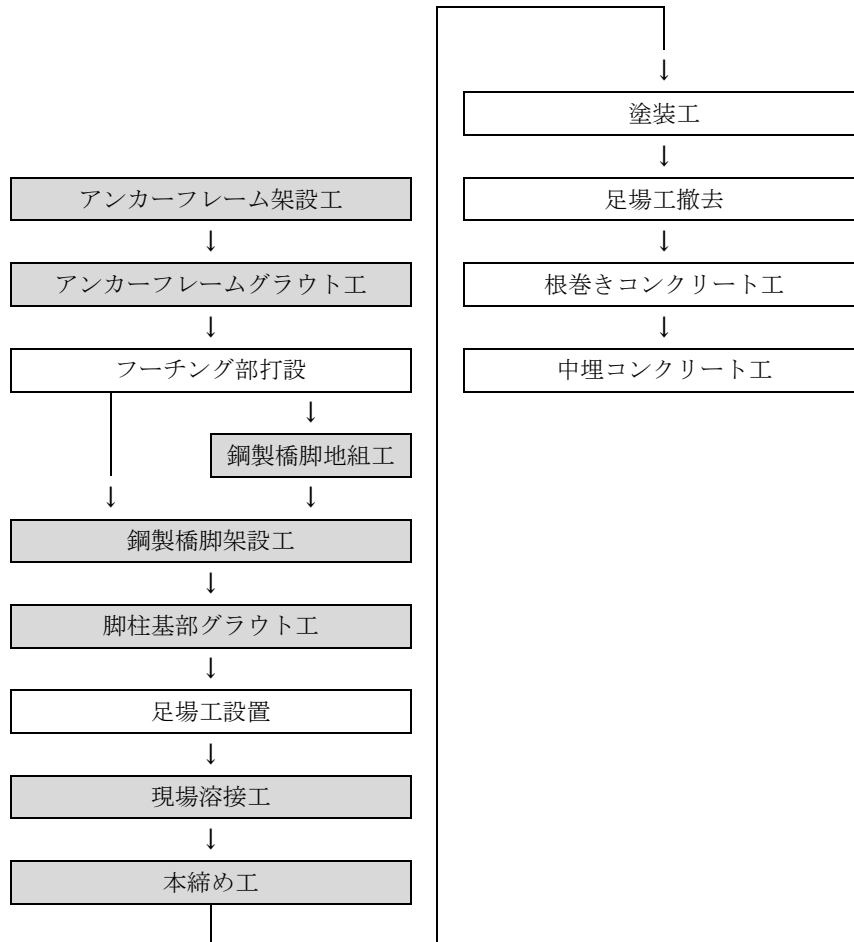 アンカーフレーム架設工
↓
アンカーフレームグラウト工
↓
フーチング部打設
↓
鋼製橋脚地組工
↓ ↓
鋼製橋脚架設工
↓
脚柱基部グラウト工
↓
足場工設置
↓
現場溶接工
↓
本締め工
↓
塗装工
↓
足場工撤去
↓
根巻きコンクリート工
↓
中埋コンクリート工